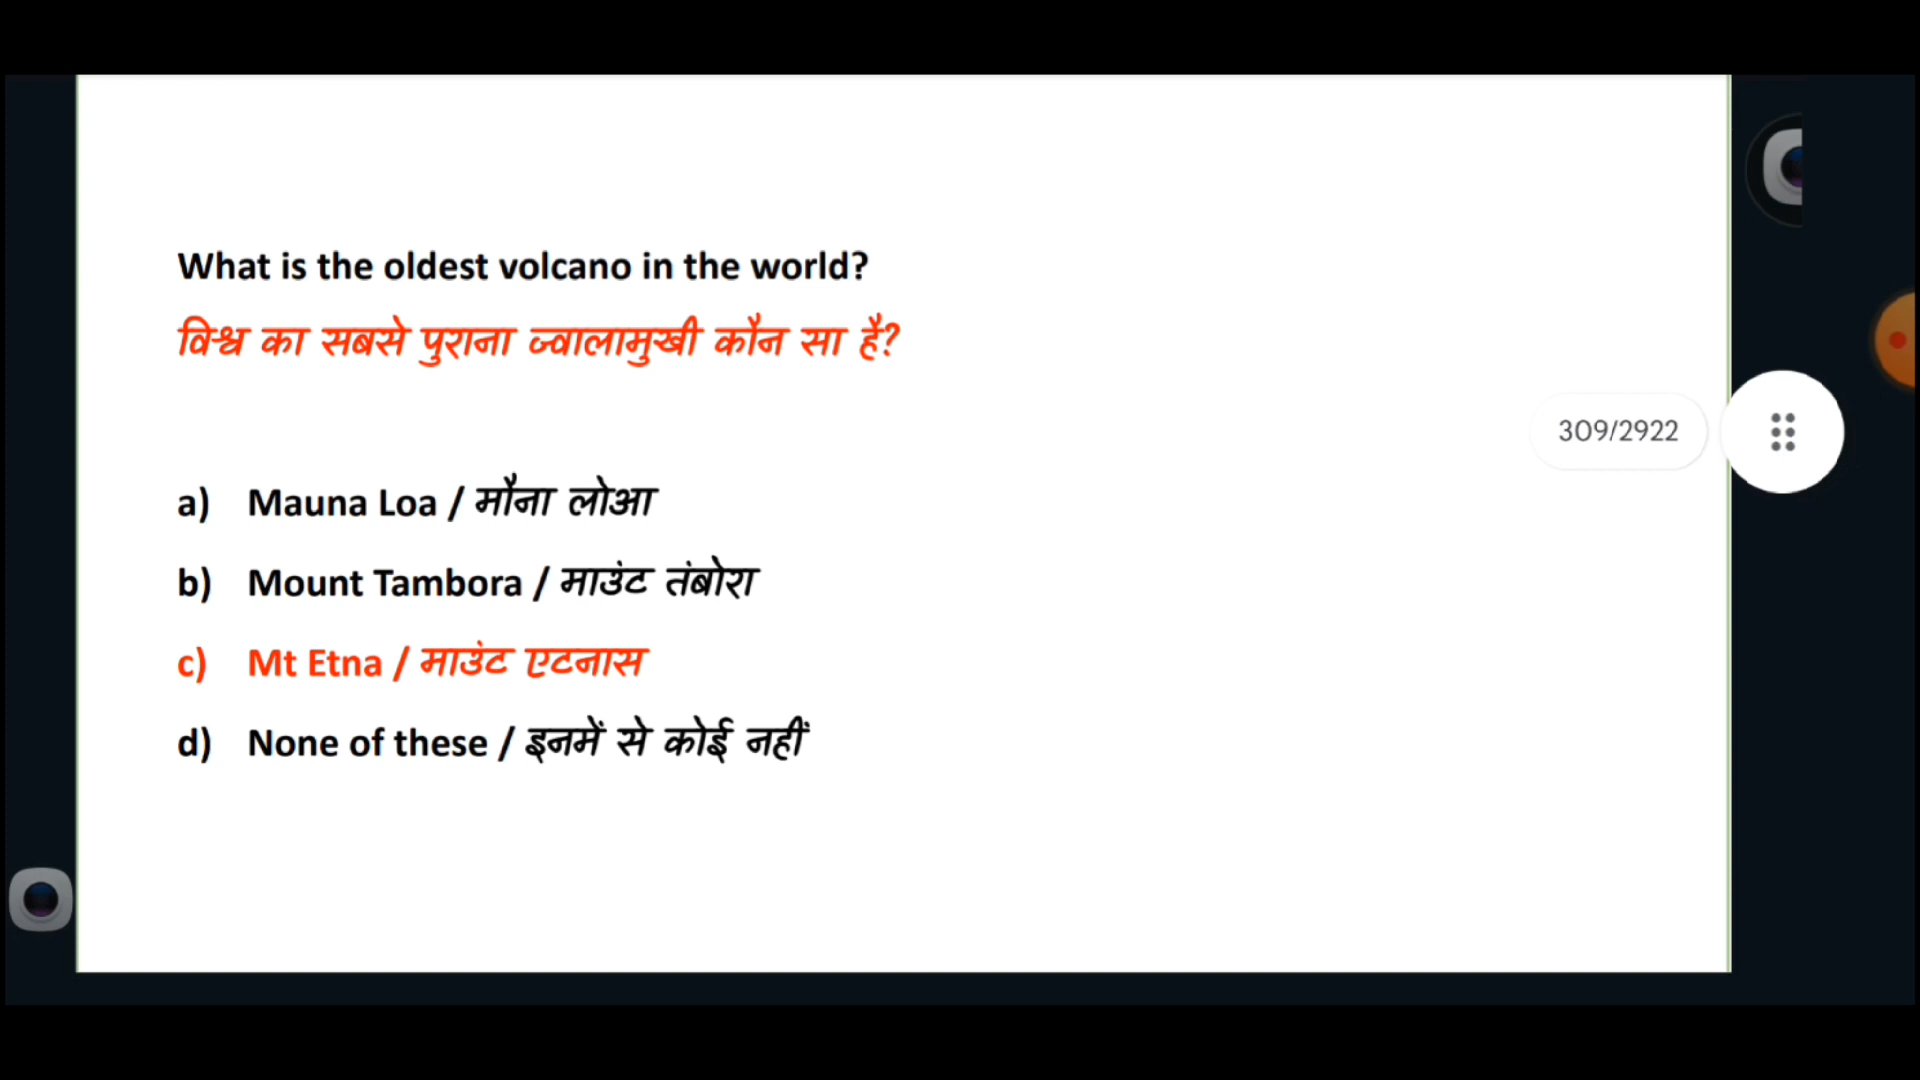 What is the oldest volcano in the world?
विश्व का सबसे पुराना ज्वालामुखी कौन सा है?
309/2922
a) Mauna Loa / मौना लोआ
b) Mount Tambora / माउंट तंबोरा
c) Mt Etna / माउंट एटनास
d) None of these / इनमें से कोई नहीं